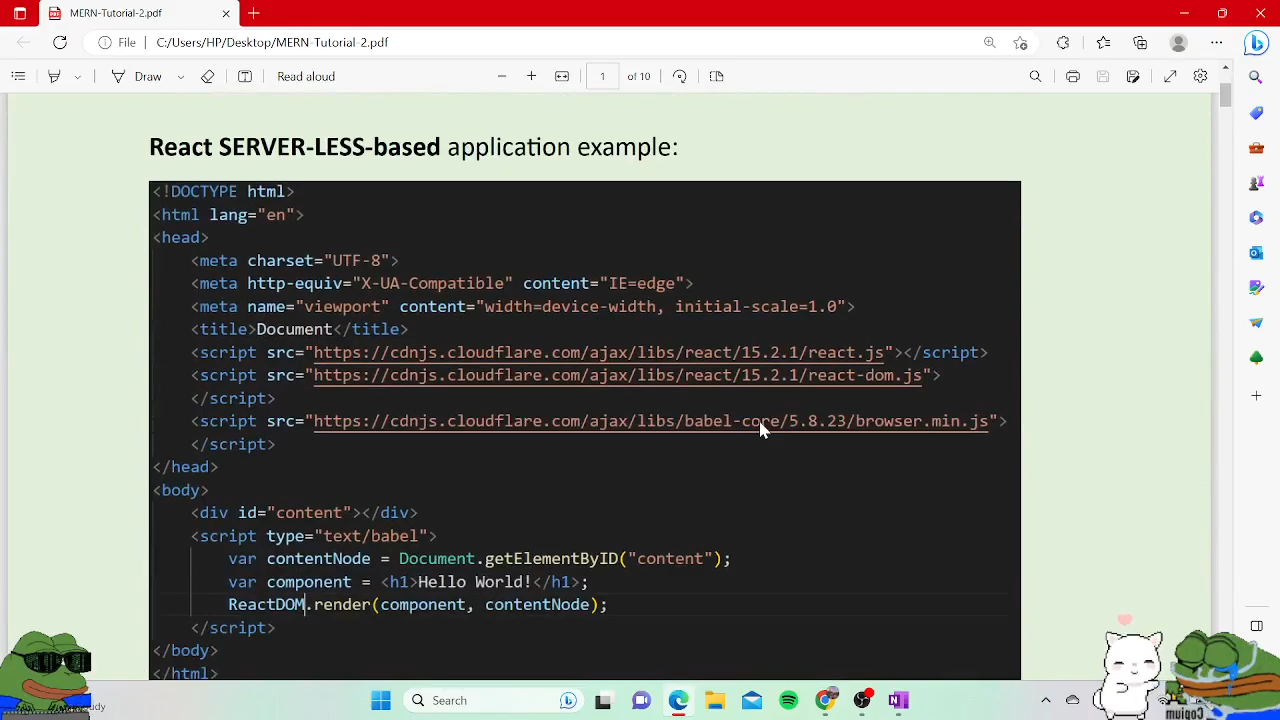 MERN-Tutorial-2.pdf
File C:/Users/HP/Desktop/MERN-Tutorial-2.pdf
Draw Read aloud 1 of 10
React SERVER-LESS-based application example:
<!DOCTYPE html>
<html lang="en">
<head>
<meta charset="UTF-8">
<meta http-equiv="X-UA-Compatible" content="IE=edge">
<meta name="viewport" content="width=device-width, initial-scale=1.0">
<title>Document</title>
<script src="https://cdnjs.cloudflare.com/ajax/libs/react/15.2.1/react.js"></script>
<script src="https://cdnjs.cloudflare.com/ajax/libs/react/15.2.1/react-dom.js">
</script>
<script src="https://cdnjs.cloudflare.com/ajax/libs/babel-core/5.8.23/browser.min.js">
</script>
</head>
<body>
<div id="content"></div>
<script type="text/babel">
var contentNode = Document.getElementByID("content");
var component = <h1>Hello World!</h1>;
ReactDOM.render(component, contentNode);
</script>
</body>
</html>
Search